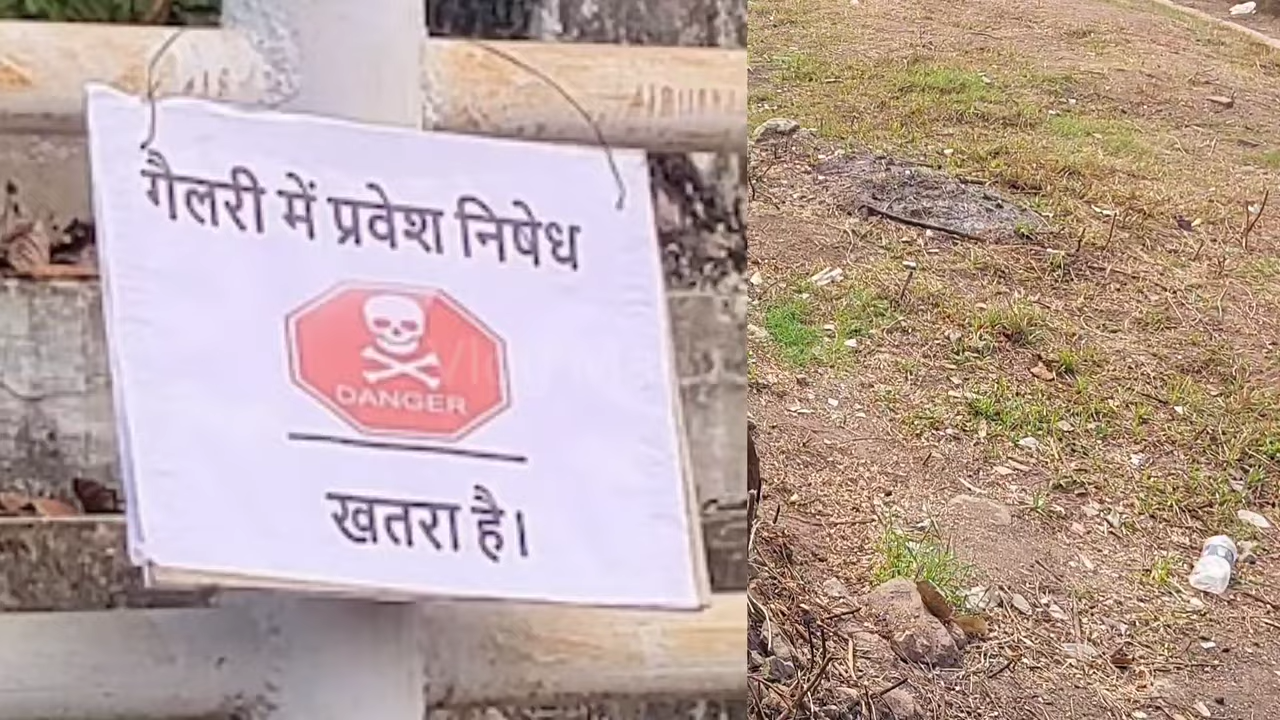 गैलरी में प्रवेश निषेध
DANGER
खतरा है।